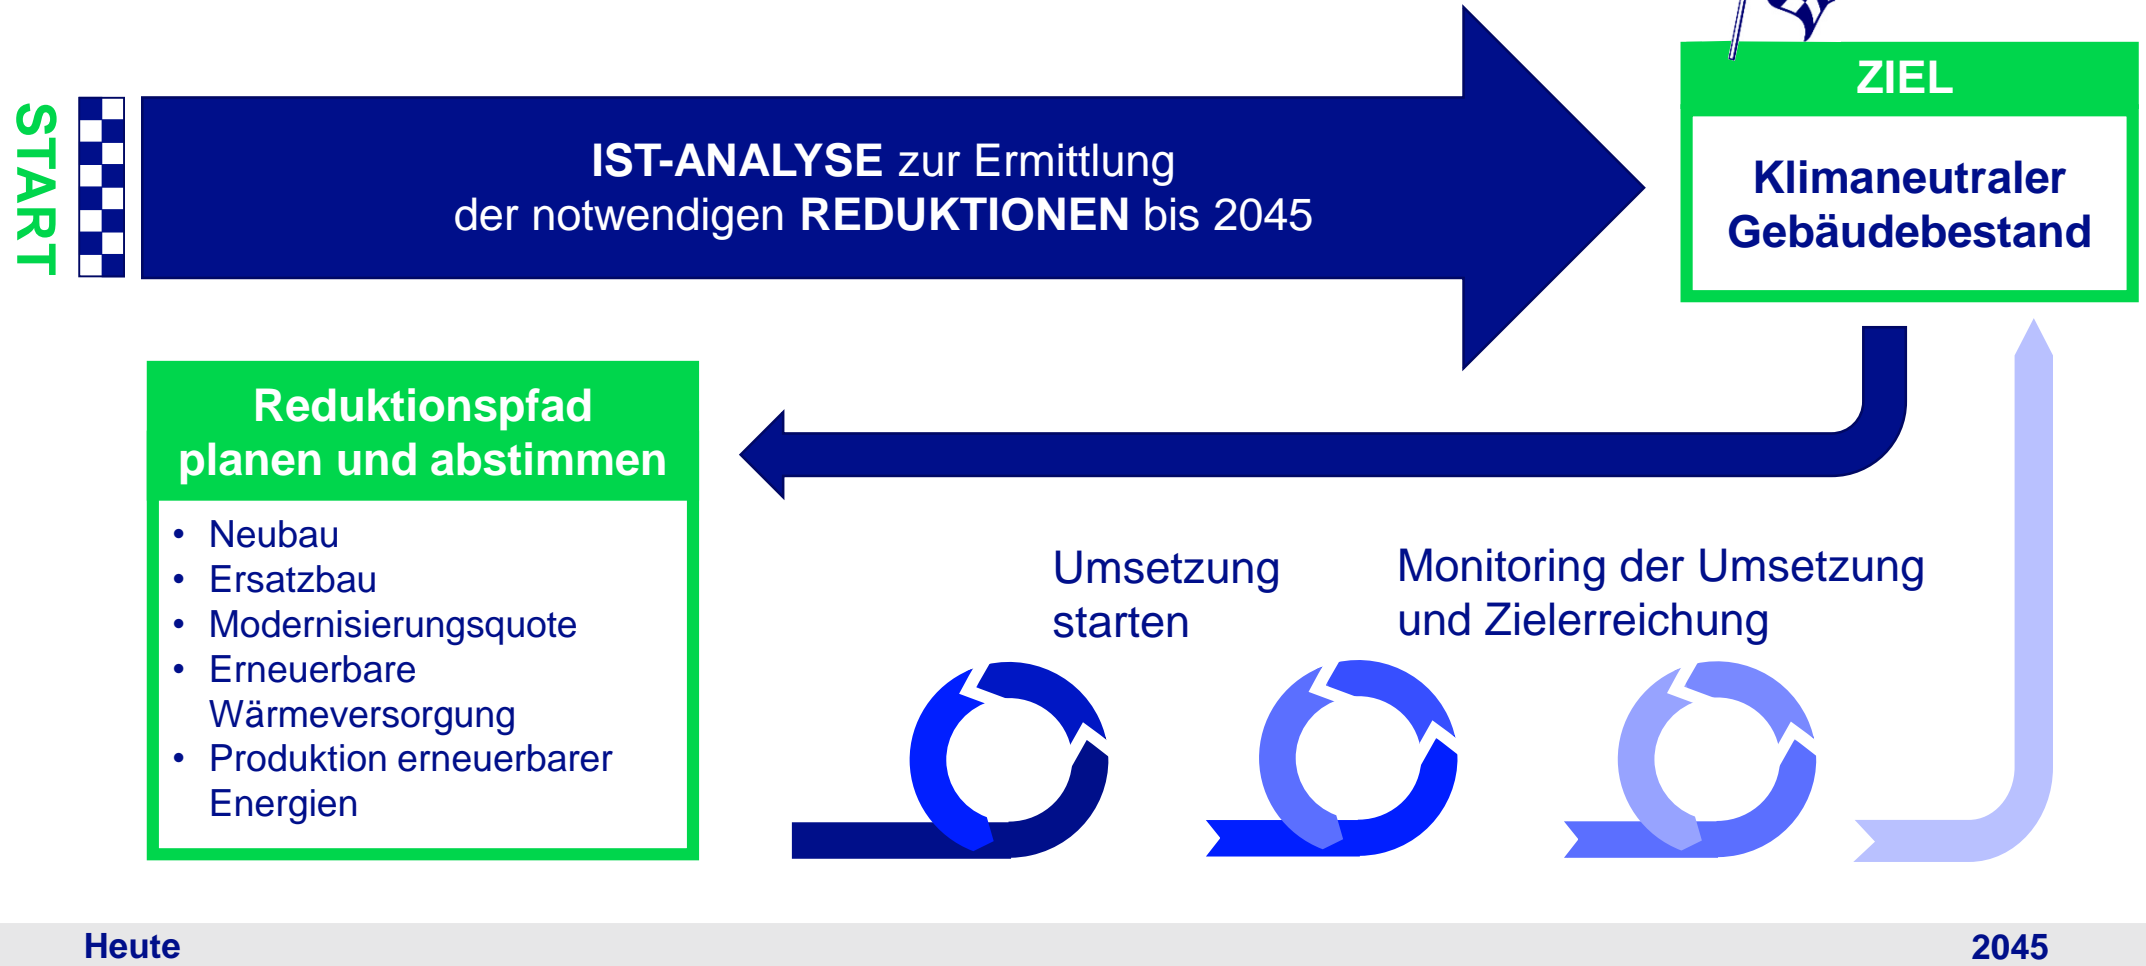 START
IST-ANALYSE zur Ermittlung
der notwendigen REDUKTIONEN bis 2045
ZIEL
Klimaneutraler
Gebäudebestand
Reduktionspfad
planen und abstimmen
• Neubau
• Ersatzbau
• Modernisierungsquote
• Erneuerbare
Wärmeversorgung
• Produktion erneuerbarer
Energien
Umsetzung
starten
Monitoring der Umsetzung
und Zielerreichung
Heute
2045